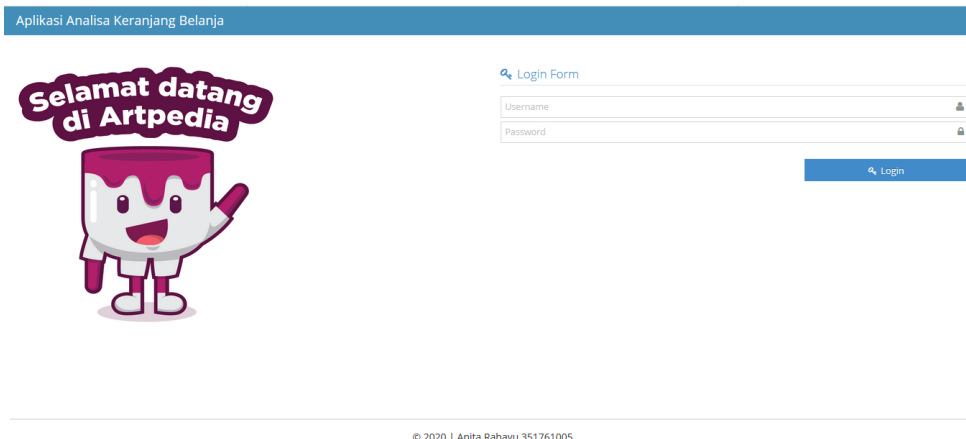 Aplikasi Analisa Keranjang Belanja
Selamat datang
di Artpedia
Login Form
Username
Password
Login
© 2020 | Anita Rahayu 351761005